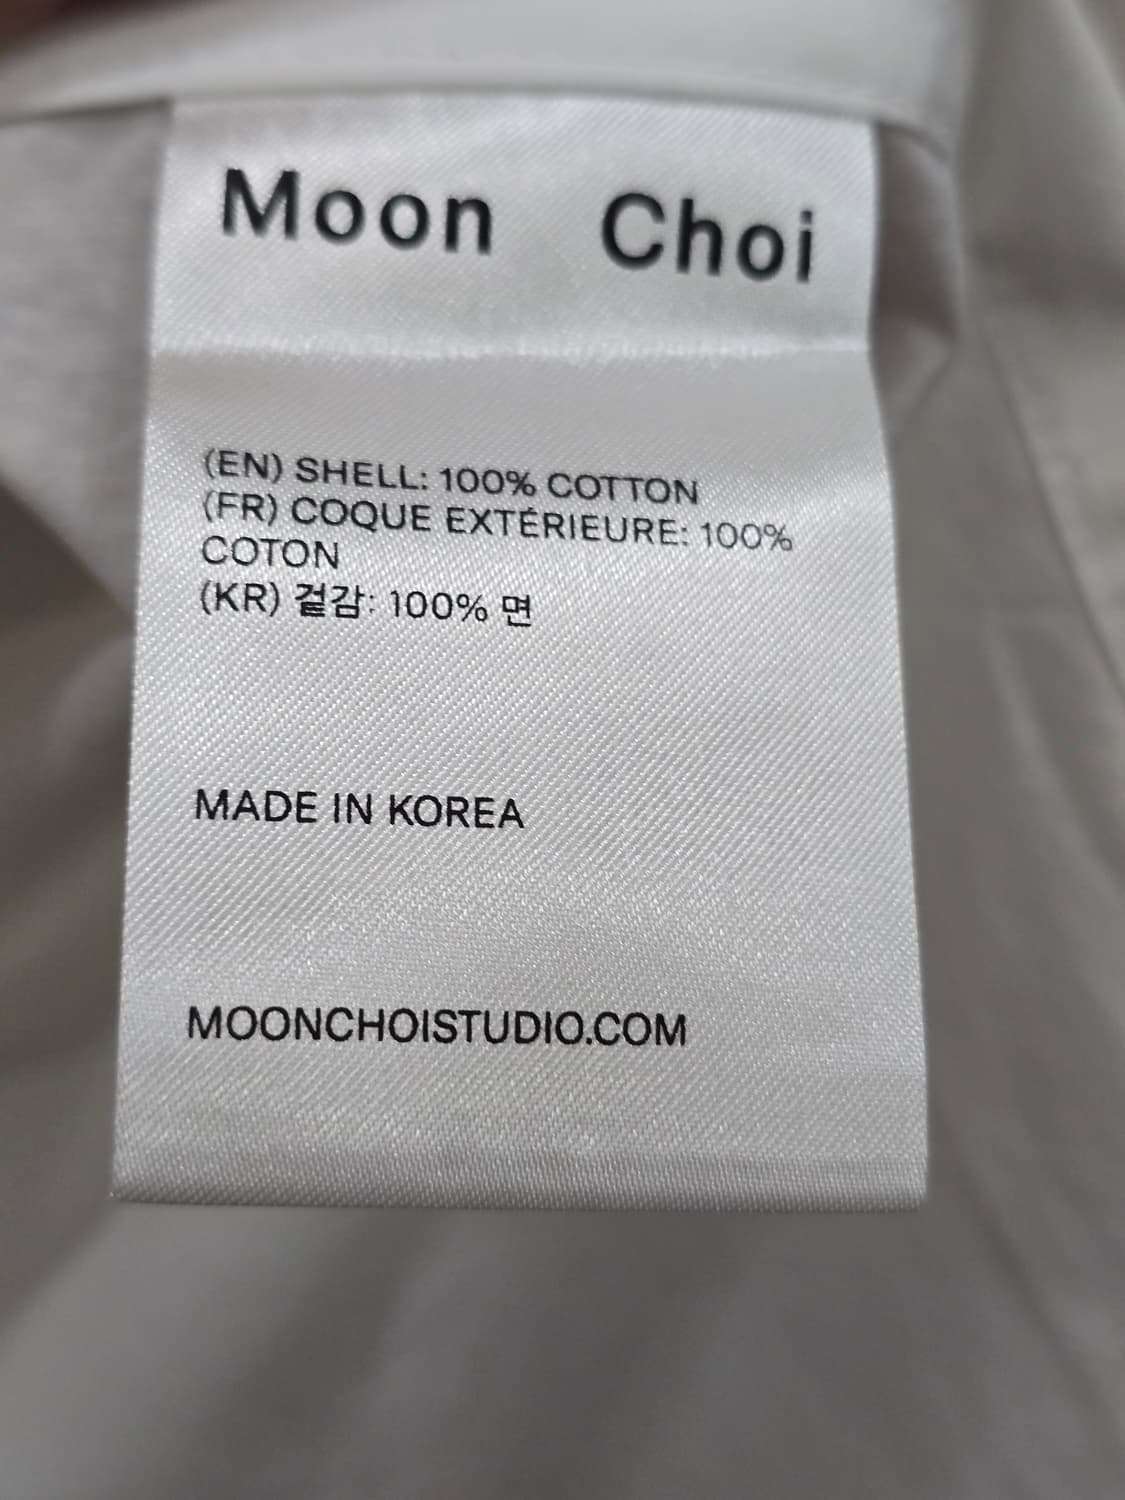 Moon Choi
(EN) SHELL: 100% COTTON
(FR) COQUE EXTÉRIEURE: 100%
COTON
(KR) 겉감: 100% 면
MADE IN KOREA
MOONCHOISTUDIO.COM